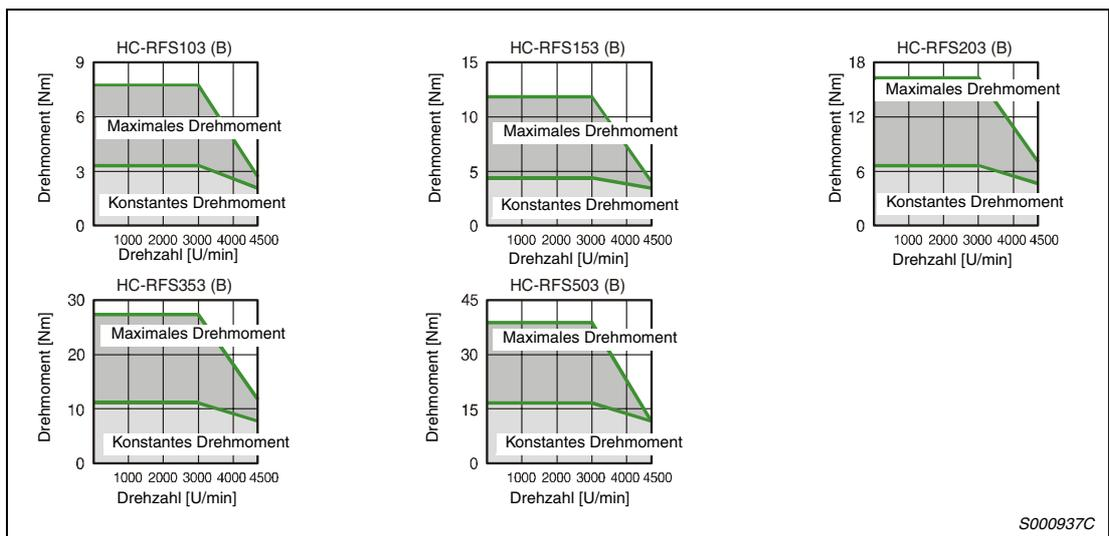 HC-RFS103 (B)
Drehmoment [Nm]
9
6
3
0
Maximales Drehmoment
Konstantes Drehmoment
1000 2000 3000 4000 4500
Drehzahl [U/min]
HC-RFS153 (B)
Drehmoment [Nm]
15
10
5
0
Maximales Drehmoment
Konstantes Drehmoment
1000 2000 3000 4000 4500
Drehzahl [U/min]
HC-RFS203 (B)
Drehmoment [Nm]
18
12
6
0
Maximales Drehmoment
Konstantes Drehmoment
1000 2000 3000 4000 4500
Drehzahl [U/min]
HC-RFS353 (B)
Drehmoment [Nm]
30
20
10
0
Maximales Drehmoment
Konstantes Drehmoment
1000 2000 3000 4000 4500
Drehzahl [U/min]
HC-RFS503 (B)
Drehmoment [Nm]
45
30
15
0
Maximales Drehmoment
Konstantes Drehmoment
1000 2000 3000 4000 4500
Drehzahl [U/min]
S000937C